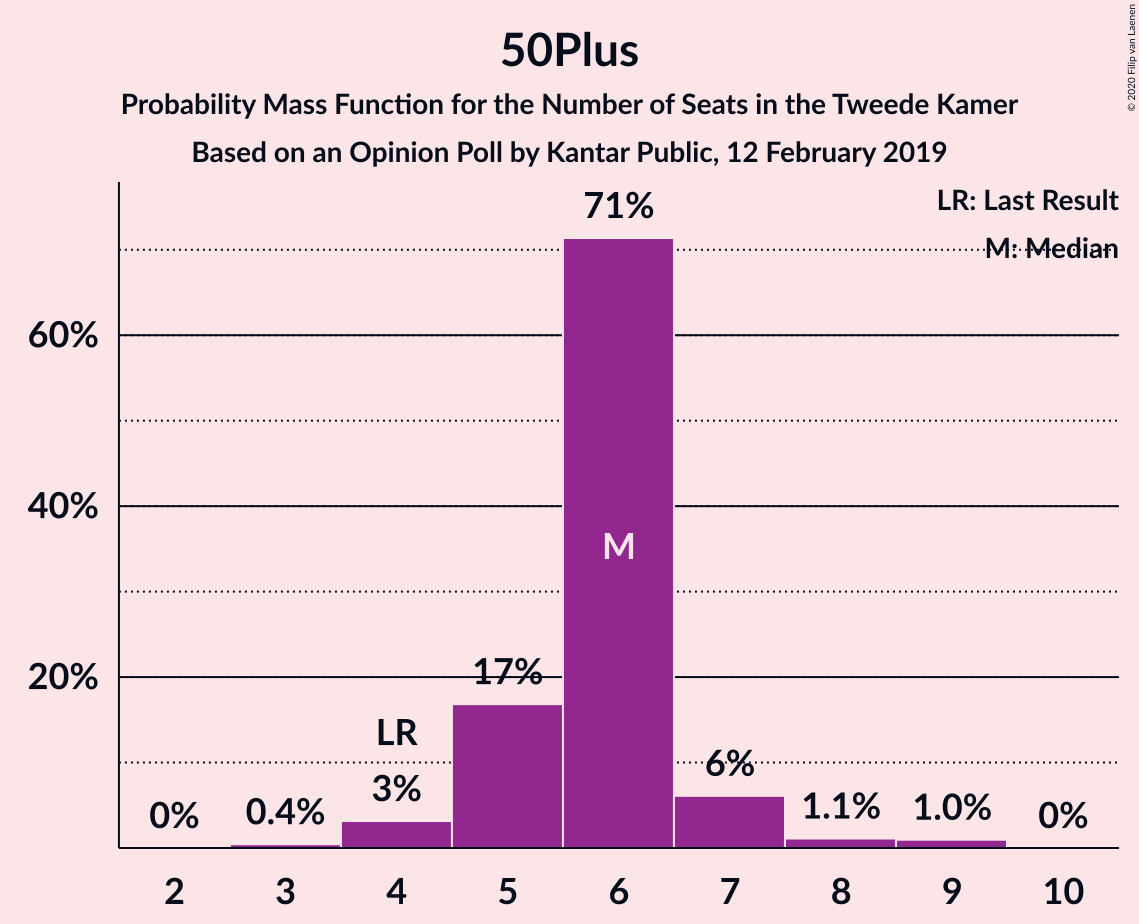 50Plus
Probability Mass Function for the Number of Seats in the Tweede Kamer
Based on an Opinion Poll by Kantar Public, 12 February 2019
© 2020 Filip van Laenen
LR: Last Result
M: Median
71%
60%
40%
M
20%
17%
LR
6%
3%
0%
0.4%
1.1%
1.0%
0%
2 3 4 5 6 7 8 9 10